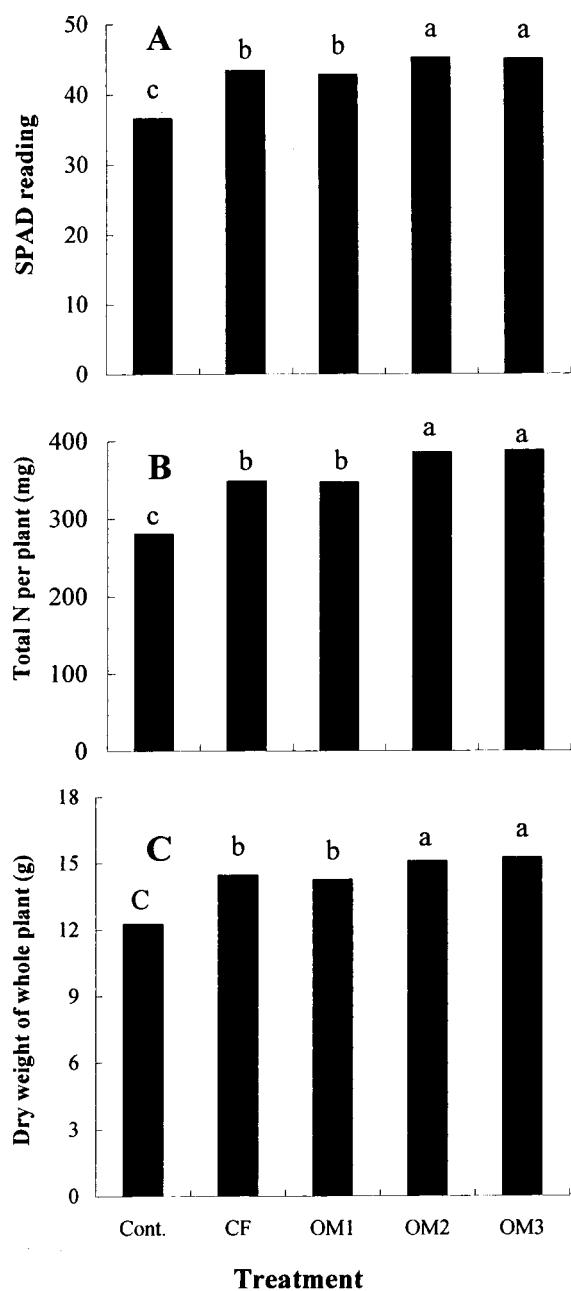 A
SPAD reading
50
40
30
20
10
0
c
b
b
a
a
B
Total N per plant (mg)
400
300
200
100
0
c
b
b
a
a
C
Dry weight of whole plant (g)
18
15
12
9
6
3
0
C
b
b
a
a
Cont. CF OM1 OM2 OM3
Treatment